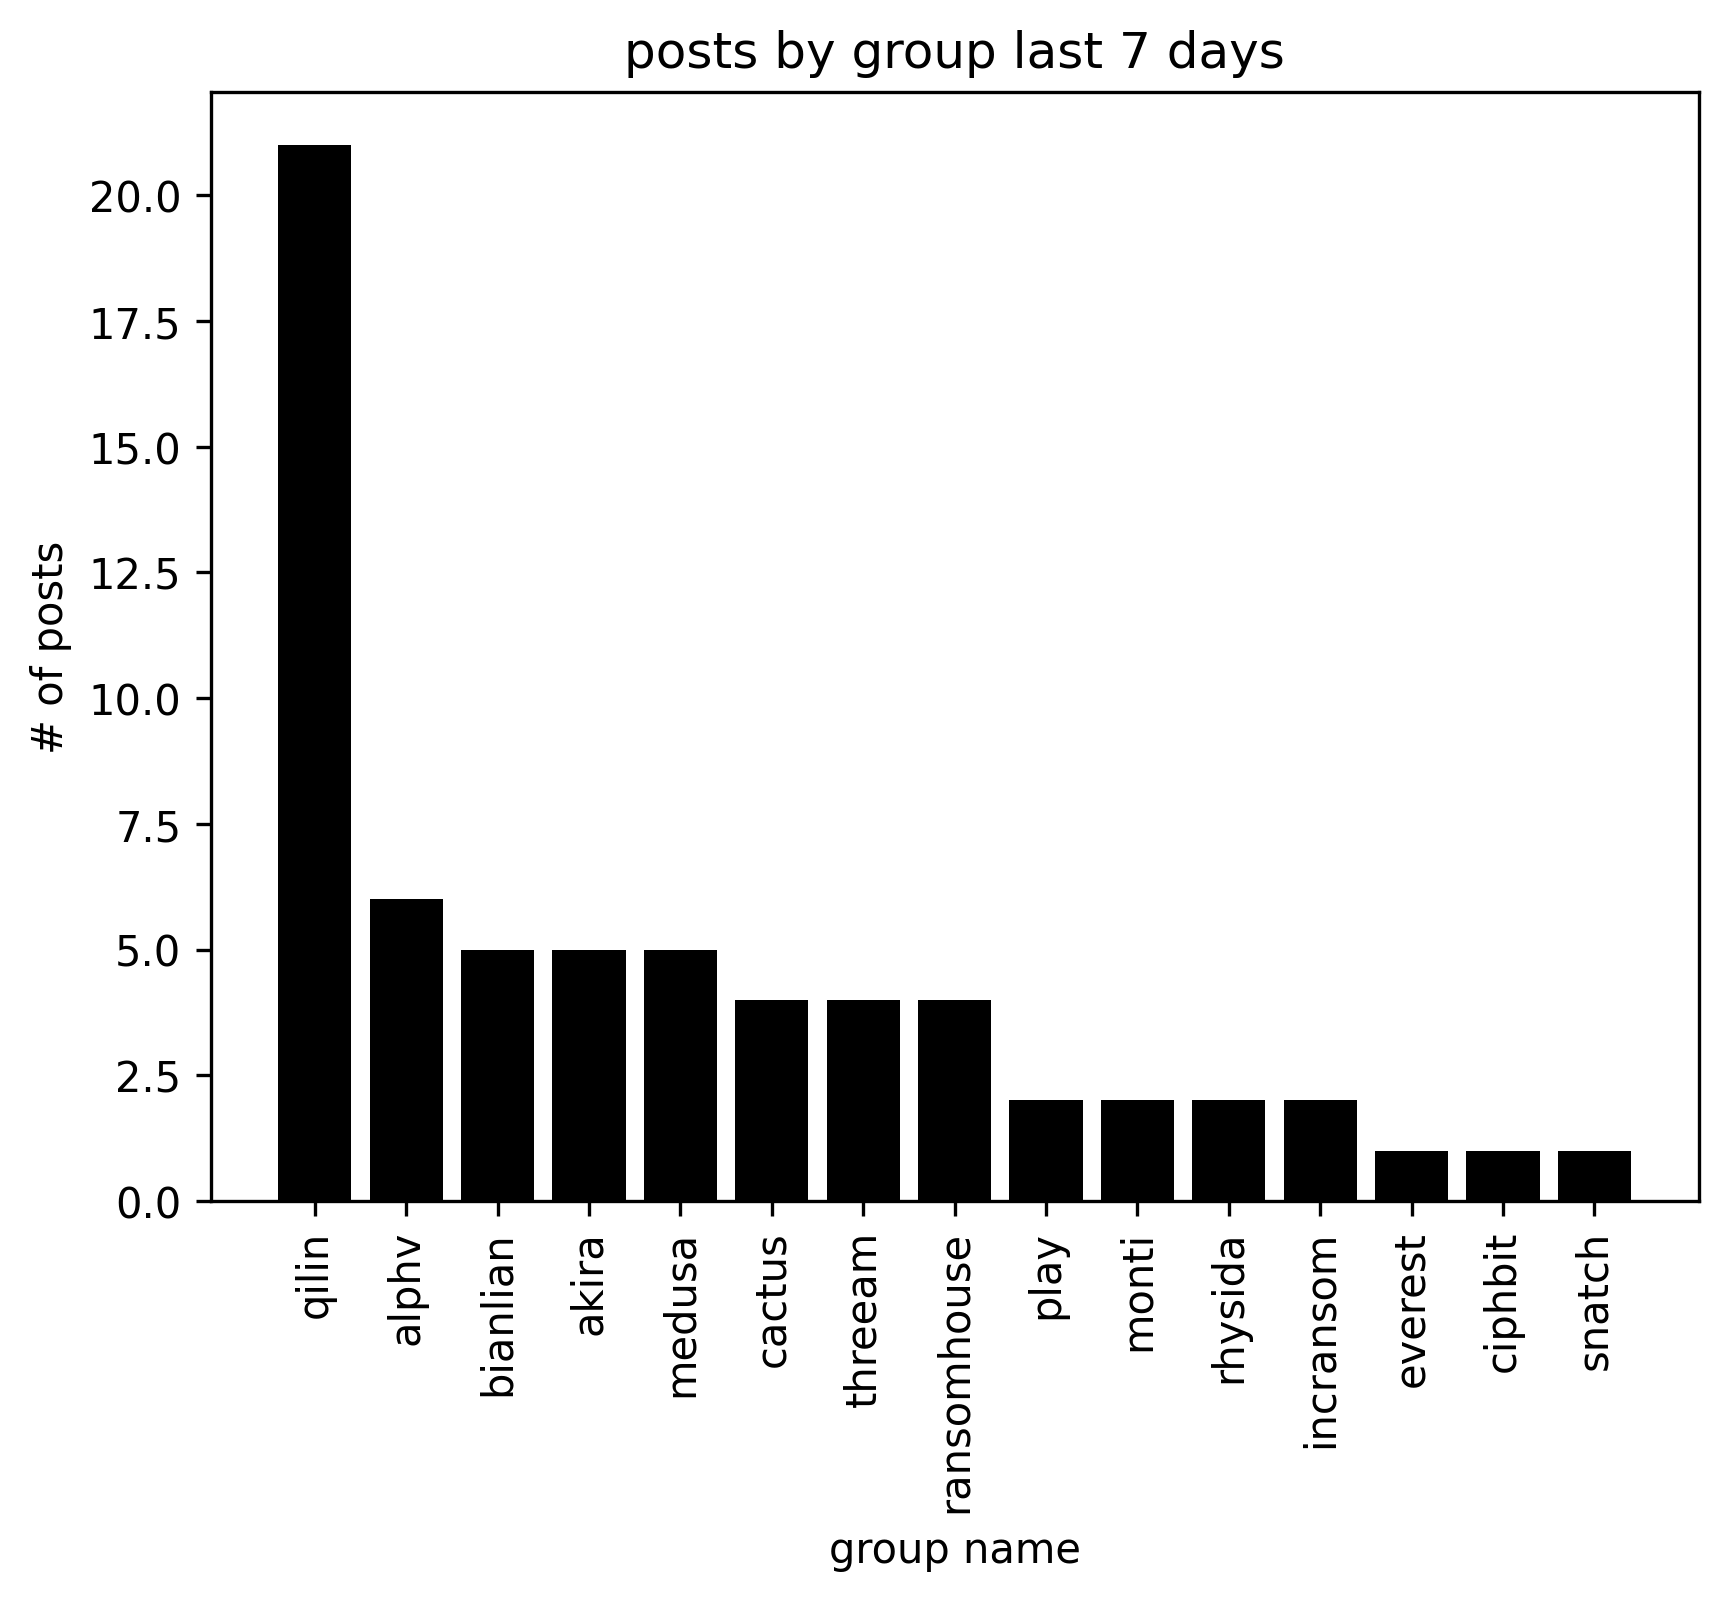 posts by group last 7 days
# of posts
20.0
17.5
15.0
12.5
10.0
7.5
5.0
2.5
0.0
qilin
alphv
bianlian
akira
medusa
cactus
threeam
ransomhouse
play
monti
rhysida
incransom
everest
ciphbit
snatch
group name